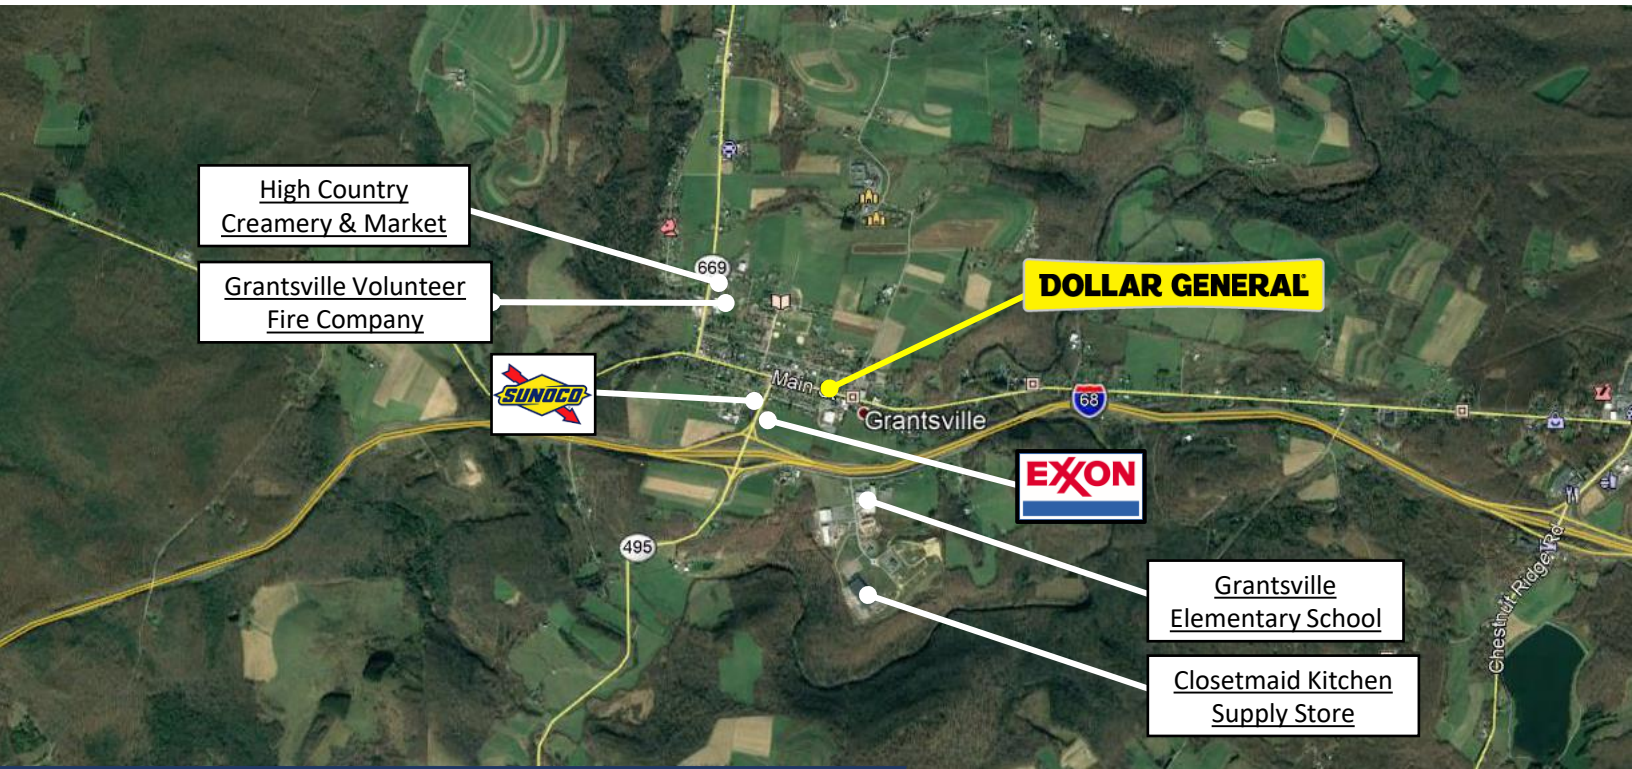 High Country
Creamery & Market
669
Grantsville Volunteer
Fire Company
DOLLAR GENERAL
SUNOCO
Main
68
Grantsville
EXXON
495
Grantsville
Elementary School
Chestnut Ridge Rd
Closetmaid Kitchen
Supply Store